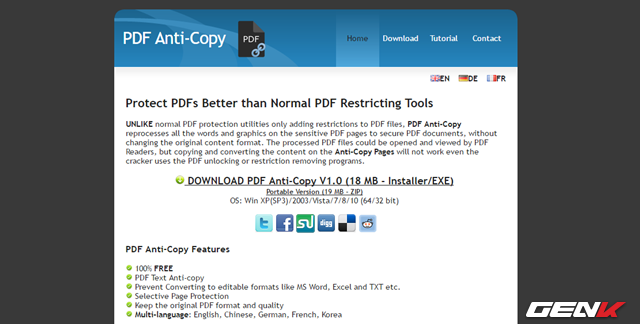 PDF Anti-Copy
PDF
Home
Download
Tutorial
Contact
EN
DE
FR
Protect PDFs Better than Normal PDF Restricting Tools
UNLIKE normal PDF protection utilities only adding restrictions to PDF files, PDF Anti-Copy
reprocesses all the words and graphics on the sensitive PDF pages to secure PDF documents, without
changing the original content format. The processed PDF files could be opened and viewed by PDF
Readers, but copying and converting the content on the Anti-Copy Pages will not work even the
cracker uses the PDF unlocking or restriction removing programs.
DOWNLOAD PDF Anti-Copy V1.0 (18 MB - Installer/EXE)
Portable Version (19 MB - ZIP)
OS: Win XP(SP3)/2003/Vista/7/8/10 (64/32 bit)
digg
PDF Anti-Copy Features
100% FREE
PDF Text Anti-copy
Prevent Converting to editable formats like MS Word, Excel and TXT etc.
Selective Page Protection
Keep the original PDF format and quality
Multi-language: English, Chinese, German, French, Korea
GENK